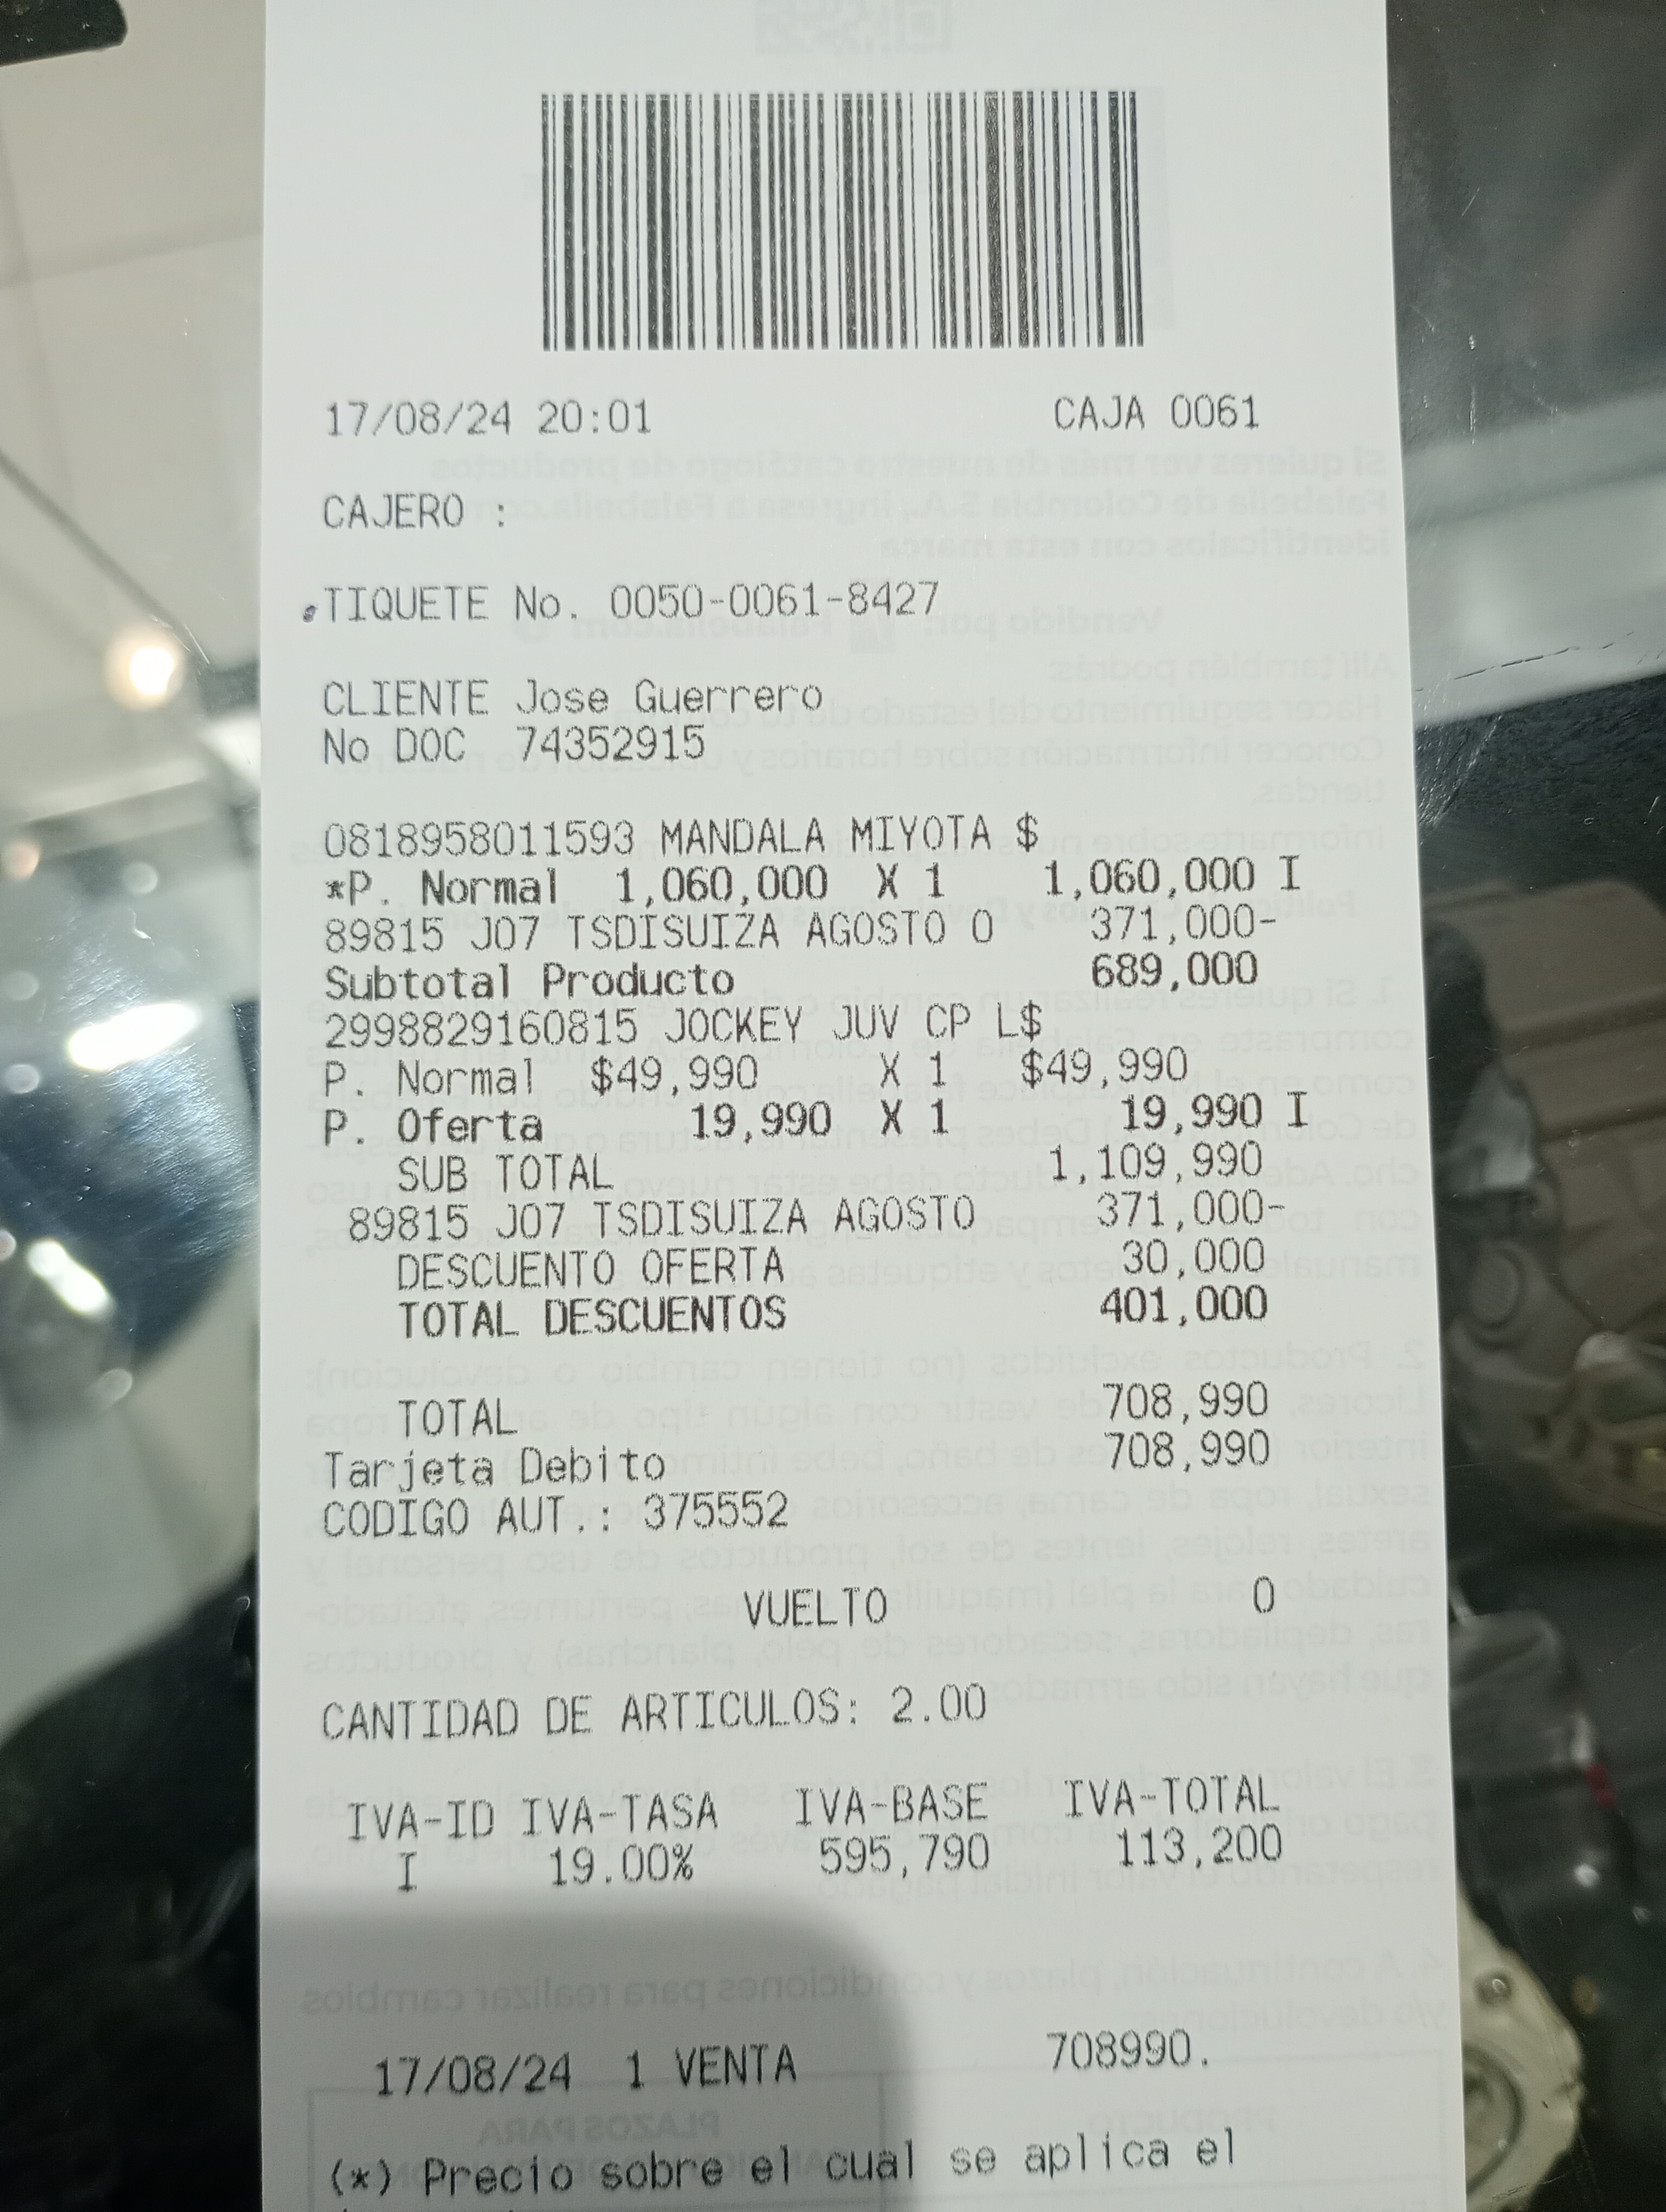 17/08/24 20:01 CAJA 0061
CAJERO :
TIQUETE No. 0050-0061-8427
CLIENTE Jose Guerrero
No DOC 74352915
0818958011593 MANDALA MIYOTA $
*P. Normal 1,060,000 X 1 1,060,000 I
89815 J07 TSDISUIZA AGOSTO O 371,000-
Subtotal Producto 689,000
2998829160815 JOCKEY JUV CP L$
P. Normal $49,990 X 1 $49,990
P. Oferta 19,990 X 1 19,990 I
SUB TOTAL 1,109,990
89815 J07 TSDISUIZA AGOSTO 371,000-
DESCUENTO OFERTA 30,000
TOTAL DESCUENTOS 401,000
TOTAL 708,990
Tarjeta Debito 708,990
CODIGO AUT.: 375552
VUELTO 0
CANTIDAD DE ARTICULOS: 2.00
IVA-ID IVA-TASA IVA-BASE IVA-TOTAL
I 19.00% 595,790 113,200
17/08/24 1 VENTA 708990.
(*) Precio sobre el cual se aplica el